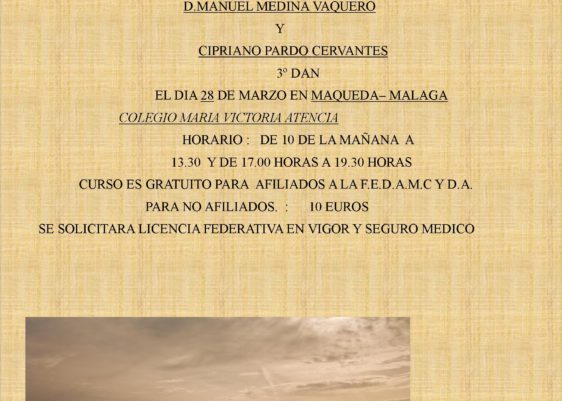 D.MANUEL MEDINA VAQUERO
Y
CIPRIANO PARDO CERVANTES
3º DAN
EL DIA 28 DE MARZO EN MAQUEDA– MALAGA
COLEGIO MARIA VICTORIA ATENCIA
HORARIO : DE 10 DE LA MAÑANA A
13.30 Y DE 17.00 HORAS A 19.30 HORAS
CURSO ES GRATUITO PARA AFILIADOS A LA F.E.D.A.M.C Y D.A.
PARA NO AFILIADOS. : 10 EUROS
SE SOLICITARA LICENCIA FEDERATIVA EN VIGOR Y SEGURO MEDICO